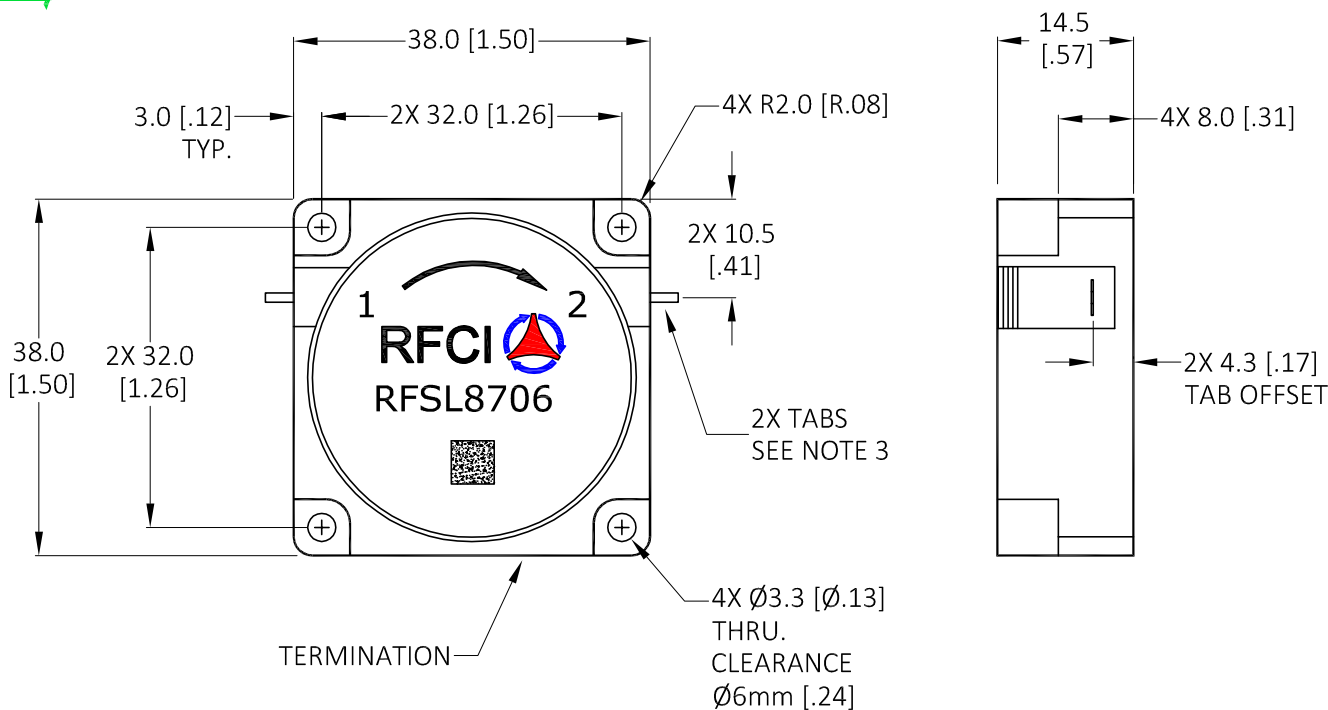 38.0 [1.50]
14.5
[.57]
3.0 [.12]
TYP.
2X 32.0 [1.26]
4X R2.0 [R.08]
4X 8.0 [.31]
2X 10.5
[.41]
1
2
RFCI
RFSL8706
38.0
[1.50]
2X 32.0
[1.26]
2X 4.3 [.17]
TAB OFFSET
2X TABS
SEE NOTE 3
4X Ø3.3 [Ø.13]
THRU.
CLEARANCE
Ø6mm [.24]
TERMINATION